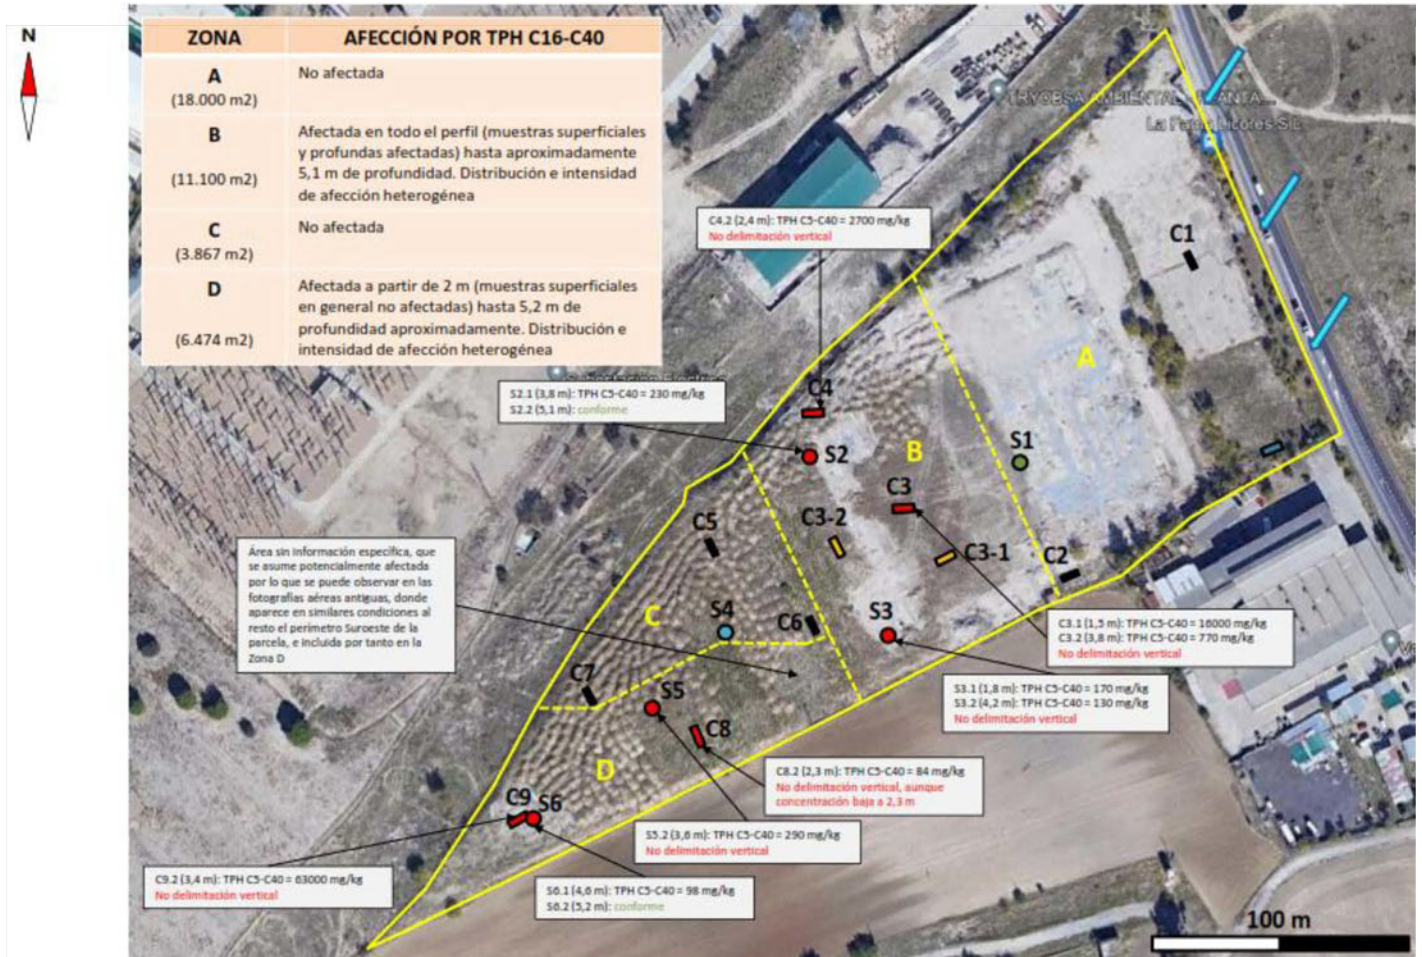 N
ZONA AFECCIÓN POR TPH C16-C40
A
(18.000 m2)
No afectada
B
(11.100 m2)
Afectada en todo el perfil (muestras superficiales
y profundas afectadas) hasta aproximadamente
5,1 m de profundidad. Distribución e intensidad
de afección heterogénea
C
(3.867 m2)
No afectada
D
(6.474 m2)
Afectada a partir de 2 m (muestras superficiales
en general no afectadas) hasta 5,2 m de
profundidad aproximadamente. Distribución e
intensidad de afección heterogénea
La Licores S.L
C4.2 (2,4 m): TPH C5-C40 = 2700 mg/kg
No delimitación vertical
C1
A
S2.1 (3,8 m): TPH C5-C40 = 230 mg/kg
S2.2 (5,1 m): conforme
C4
S2
B
S1
C3
C3-2
C3-1
C2
C5
Área sin información específica, que
se asume potencialmente afectada
por lo que se puede observar en las
fotografías aéreas antiguas, donde
aparece en similares condiciones al
resto el perímetro Suroeste de la
parcela, e incluida por tanto en la
Zona D
C
S4
C6
S3
C3.1 (1,5 m): TPH C5-C40 = 16000 mg/kg
C3.2 (3,8 m): TPH C5-C40 = 770 mg/kg
No delimitación vertical
C7
S5
S3.1 (1,8 m): TPH C5-C40 = 170 mg/kg
S3.2 (4,2 m): TPH C5-C40 = 130 mg/kg
No delimitación vertical
C8
D
C8.2 (2,3 m): TPH C5-C40 = 84 mg/kg
No delimitación vertical, aunque
concentración baja a 2,3 m
C9
S6
S5.2 (3,6 m): TPH C5-C40 = 290 mg/kg
No delimitación vertical
C9.2 (3,4 m): TPH C5-C40 = 63000 mg/kg
No delimitación vertical
S6.1 (4,6 m): TPH C5-C40 = 98 mg/kg
S6.2 (5,2 m): conforme
100 m